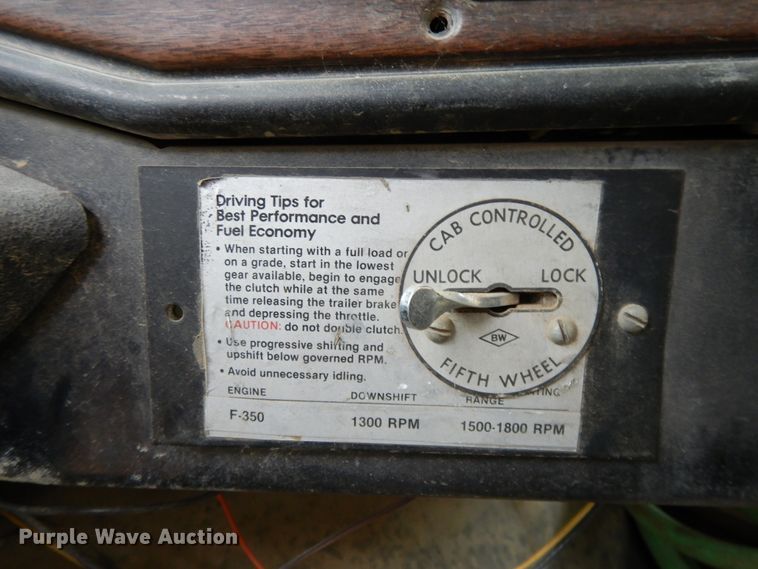 Driving Tips for
Best Performance and
Fuel Economy
• When starting with a full load or
on a grade, start in the lowest
gear available, begin to engage
the clutch while at the same
time releasing the trailer brake
and depressing the throttle.
CAUTION: do not double clutch.
• Use progressive shifting and
upshift below governed RPM.
• Avoid unnecessary idling.
ENGINE DOWNSHIFT
RANGE
F-350 1300 RPM 1500-1800 RPM
CAB CONTROLLED
UNLOCK LOCK
BW
FIFTH WHEEL
Purple Wave Auction